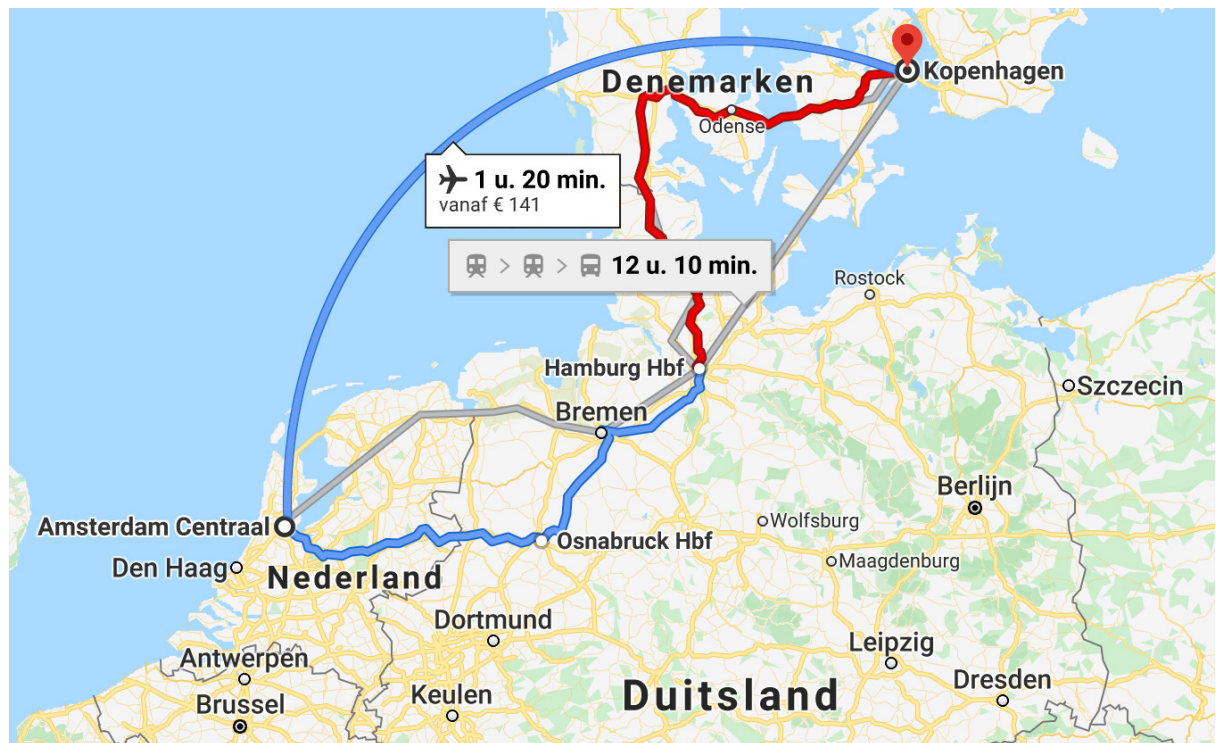 Kopenhagen
Denemarken
Odense
1 u. 20 min.
vanaf € 141
> > 12 u. 10 min.
Rostock
Hamburg Hbf
Szczecin
Bremen
Berlijn
Amsterdam Centraal
Wolfsburg
Osnabruck Hbf
Maagdenburg
Den Haag
Nederland
Dortmund
Leipzig
Antwerpen
Dresden
Keulen
Duitsland
Brussel